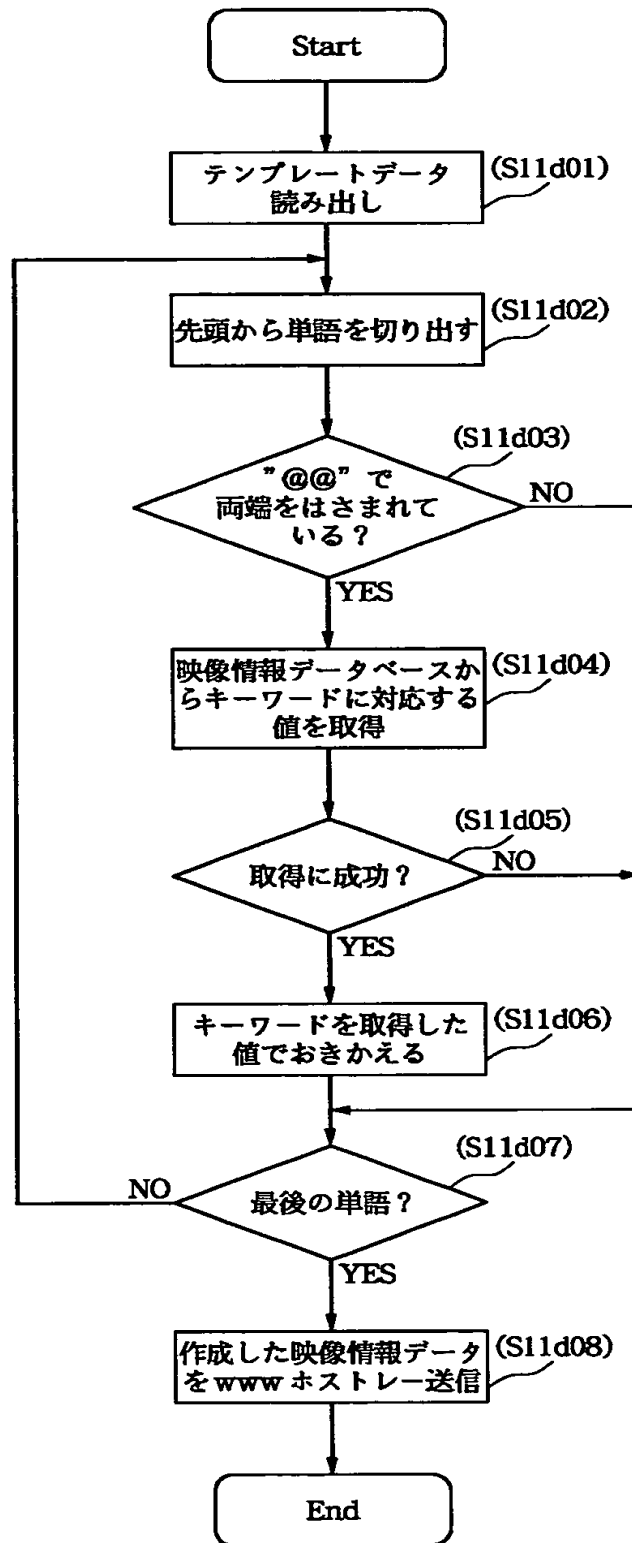 Start
テンプレートデータ
読み出し
(S11d01)
先頭から単語を切り出す
(S11d02)
(S11d03)
”@@” で
両端をはさまれて
いる？
NO
YES
映像情報データベースか
らキーワードに対応する
値を取得
(S11d04)
(S11d05)
取得に成功？
NO
YES
キーワードを取得した
値でおきかえる
(S11d06)
(S11d07)
NO
最後の単語？
YES
作成した映像情報データ
をwwwホストレー送信
(S11d08)
End